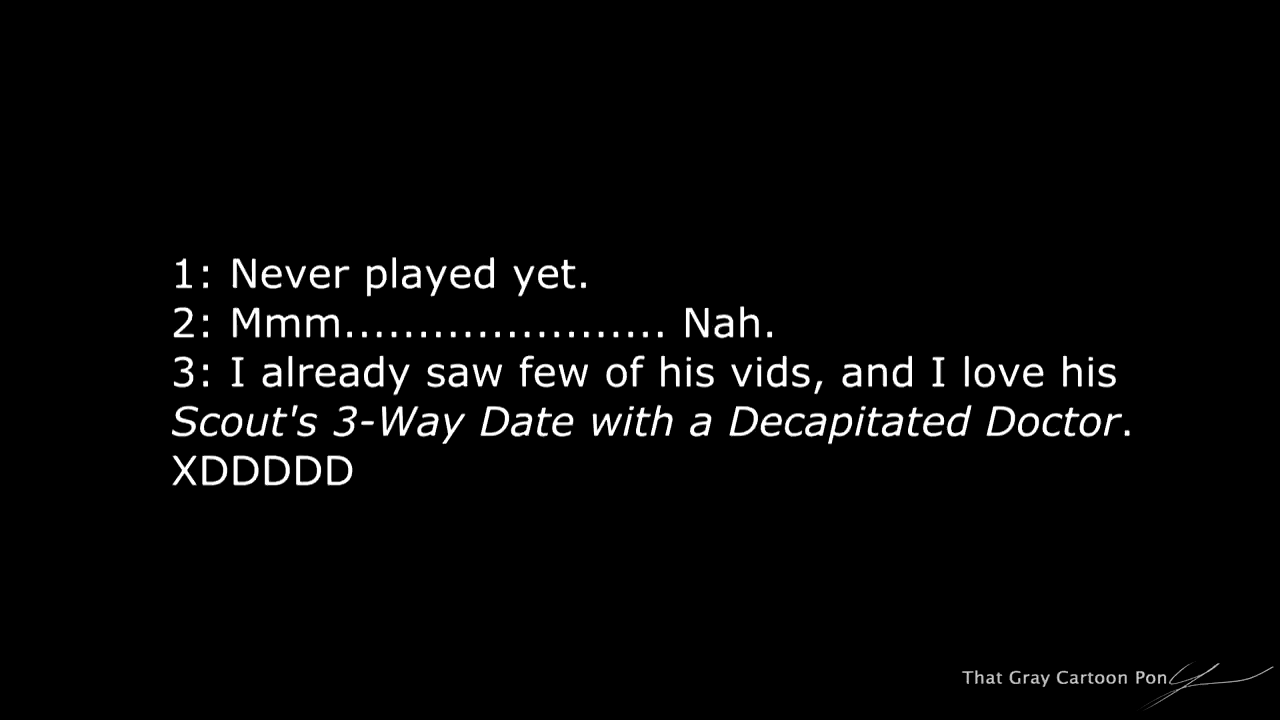 1: Never played yet.
2: Mmm...................... Nah.
3: I already saw few of his vids, and I love his
Scout's 3-Way Date with a Decapitated Doctor.
XDDDDD
That Gray Cartoon Pony